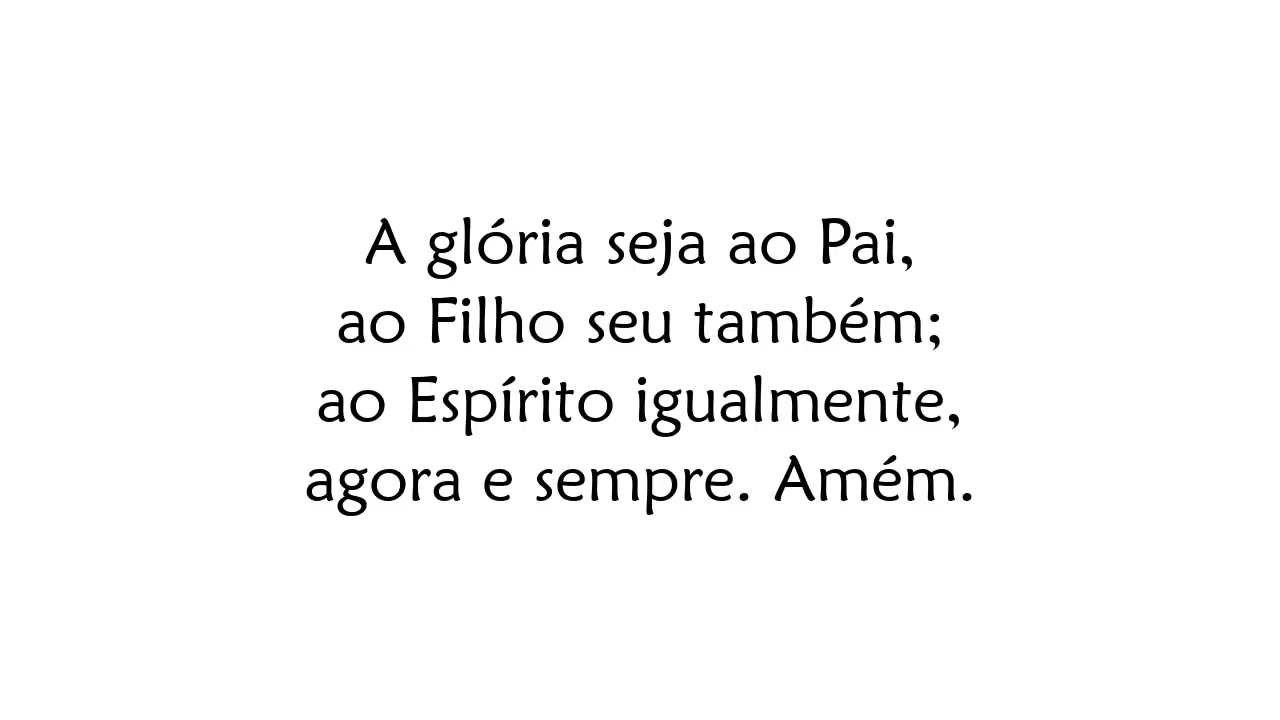 A glória seja ao Pai,
ao Filho seu também;
ao Espírito igualmente,
agora e sempre. Amém.